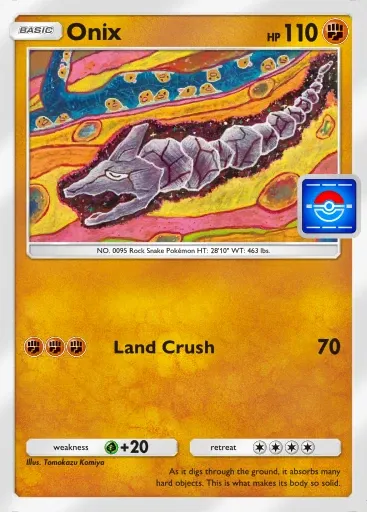 BASIC Onix HP 110
NO. 0095 Rock Snake Pokémon HT: 28'10" WT: 463 lbs.
Land Crush 70
weakness +20 retreat
Illus. Tomokazu Komiya
As it digs through the ground, it absorbs many
hard objects. This is what makes its body so solid.